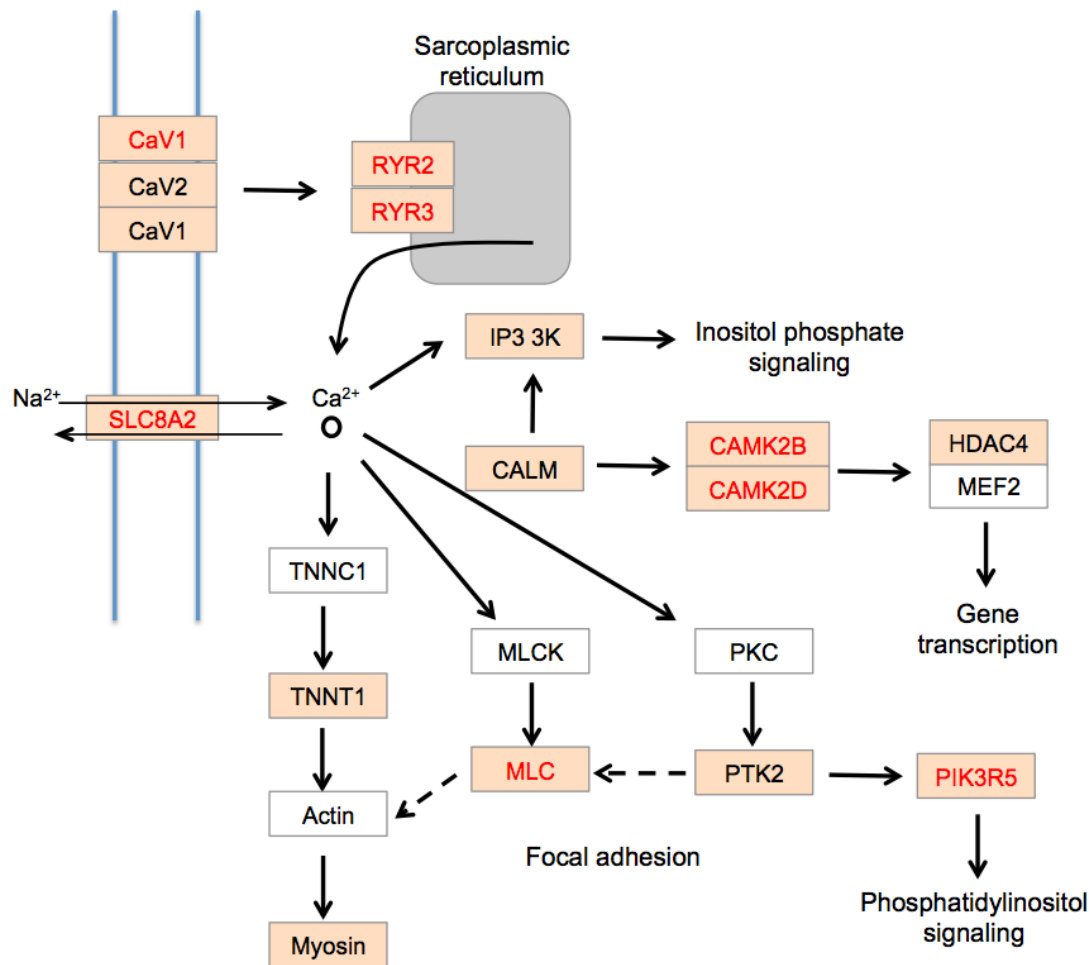 Sarcoplasmic
reticulum
CaV1
CaV2
CaV1
RYR2
RYR3
IP3 3K
Inositol phosphate
signaling
Na²⁺
SLC8A2
Ca²⁺
CALM
CAMK2B
CAMK2D
HDAC4
MEF2
TNNC1
Gene
transcription
MLCK
PKC
TNNT1
MLC
PTK2
PIK3R5
Actin
Focal adhesion
Phosphatidylinositol
signaling
Myosin